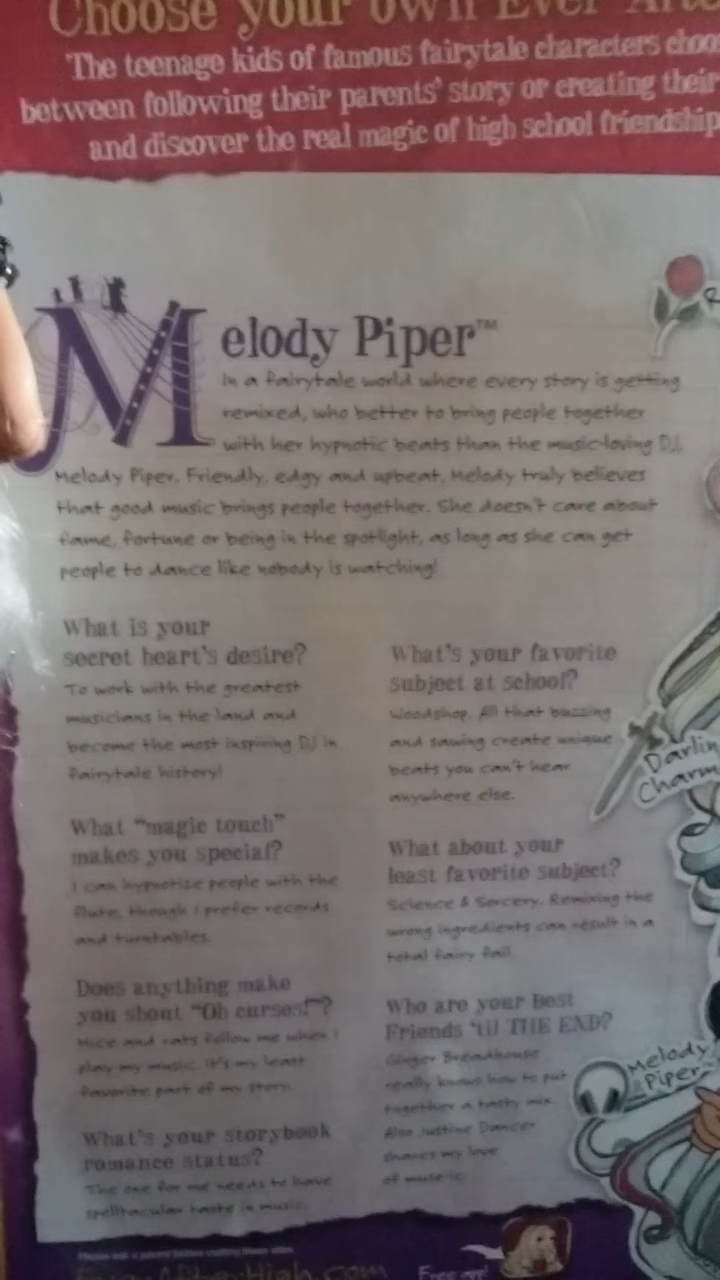 Choose your own Ever
The teenage kids of famous fairytale characters
between following their parents' story or creating their
and discover the real magic of high school friendship
Melody Piper™
In a fairytale world where every story is getting
remixed, who better to bring people together
with her hypnotic beats than the music-loving DJ,
Melody Piper. Friendly, edgy and upbeat, Melody truly believes
that good music brings people together. She doesn't care about
fame, fortune or being in the spotlight, as long as she can get
people to dance like nobody is watching!
What is your
secret heart's desire?
To work with the greatest
musicians in the land and
become the most inspiring DJ in
fairytale history!
What "magic touch"
makes you special?
I can hypnotize people with the
flute, though I prefer records
and turntables.
Does anything make
you shout "Oh curses!"?
Mice and rats follow me when I
play my music. It's my least
favorite part of my story.
What's your storybook
romance status?
The one for me needs to have
spelltacular taste in music.
What's your favorite
subject at school?
Woodshop. All that buzzing
and sawing create unique
beats you can't hear
anywhere else.
What about your
least favorite subject?
Science & Sorcery. Remixing the
wrong ingredients can result in a
total fairy fail.
Who are your Best
Friends 'til THE END?
Ginger Breadhouse
really knows how to put
together a tasty mix.
Also Justine Dancer
shares my love
of muse-ic.
Melody
Piper™
EverAfterHigh.com